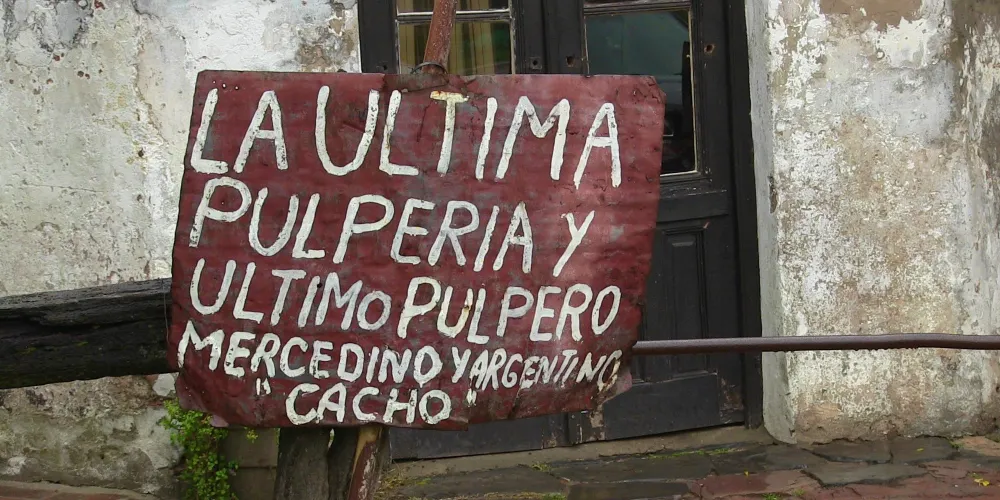 LA ULTIMA
PULPERIA Y
ULTIMO PULPERO
MERCEDINO Y ARGENTINO
"CACHO"